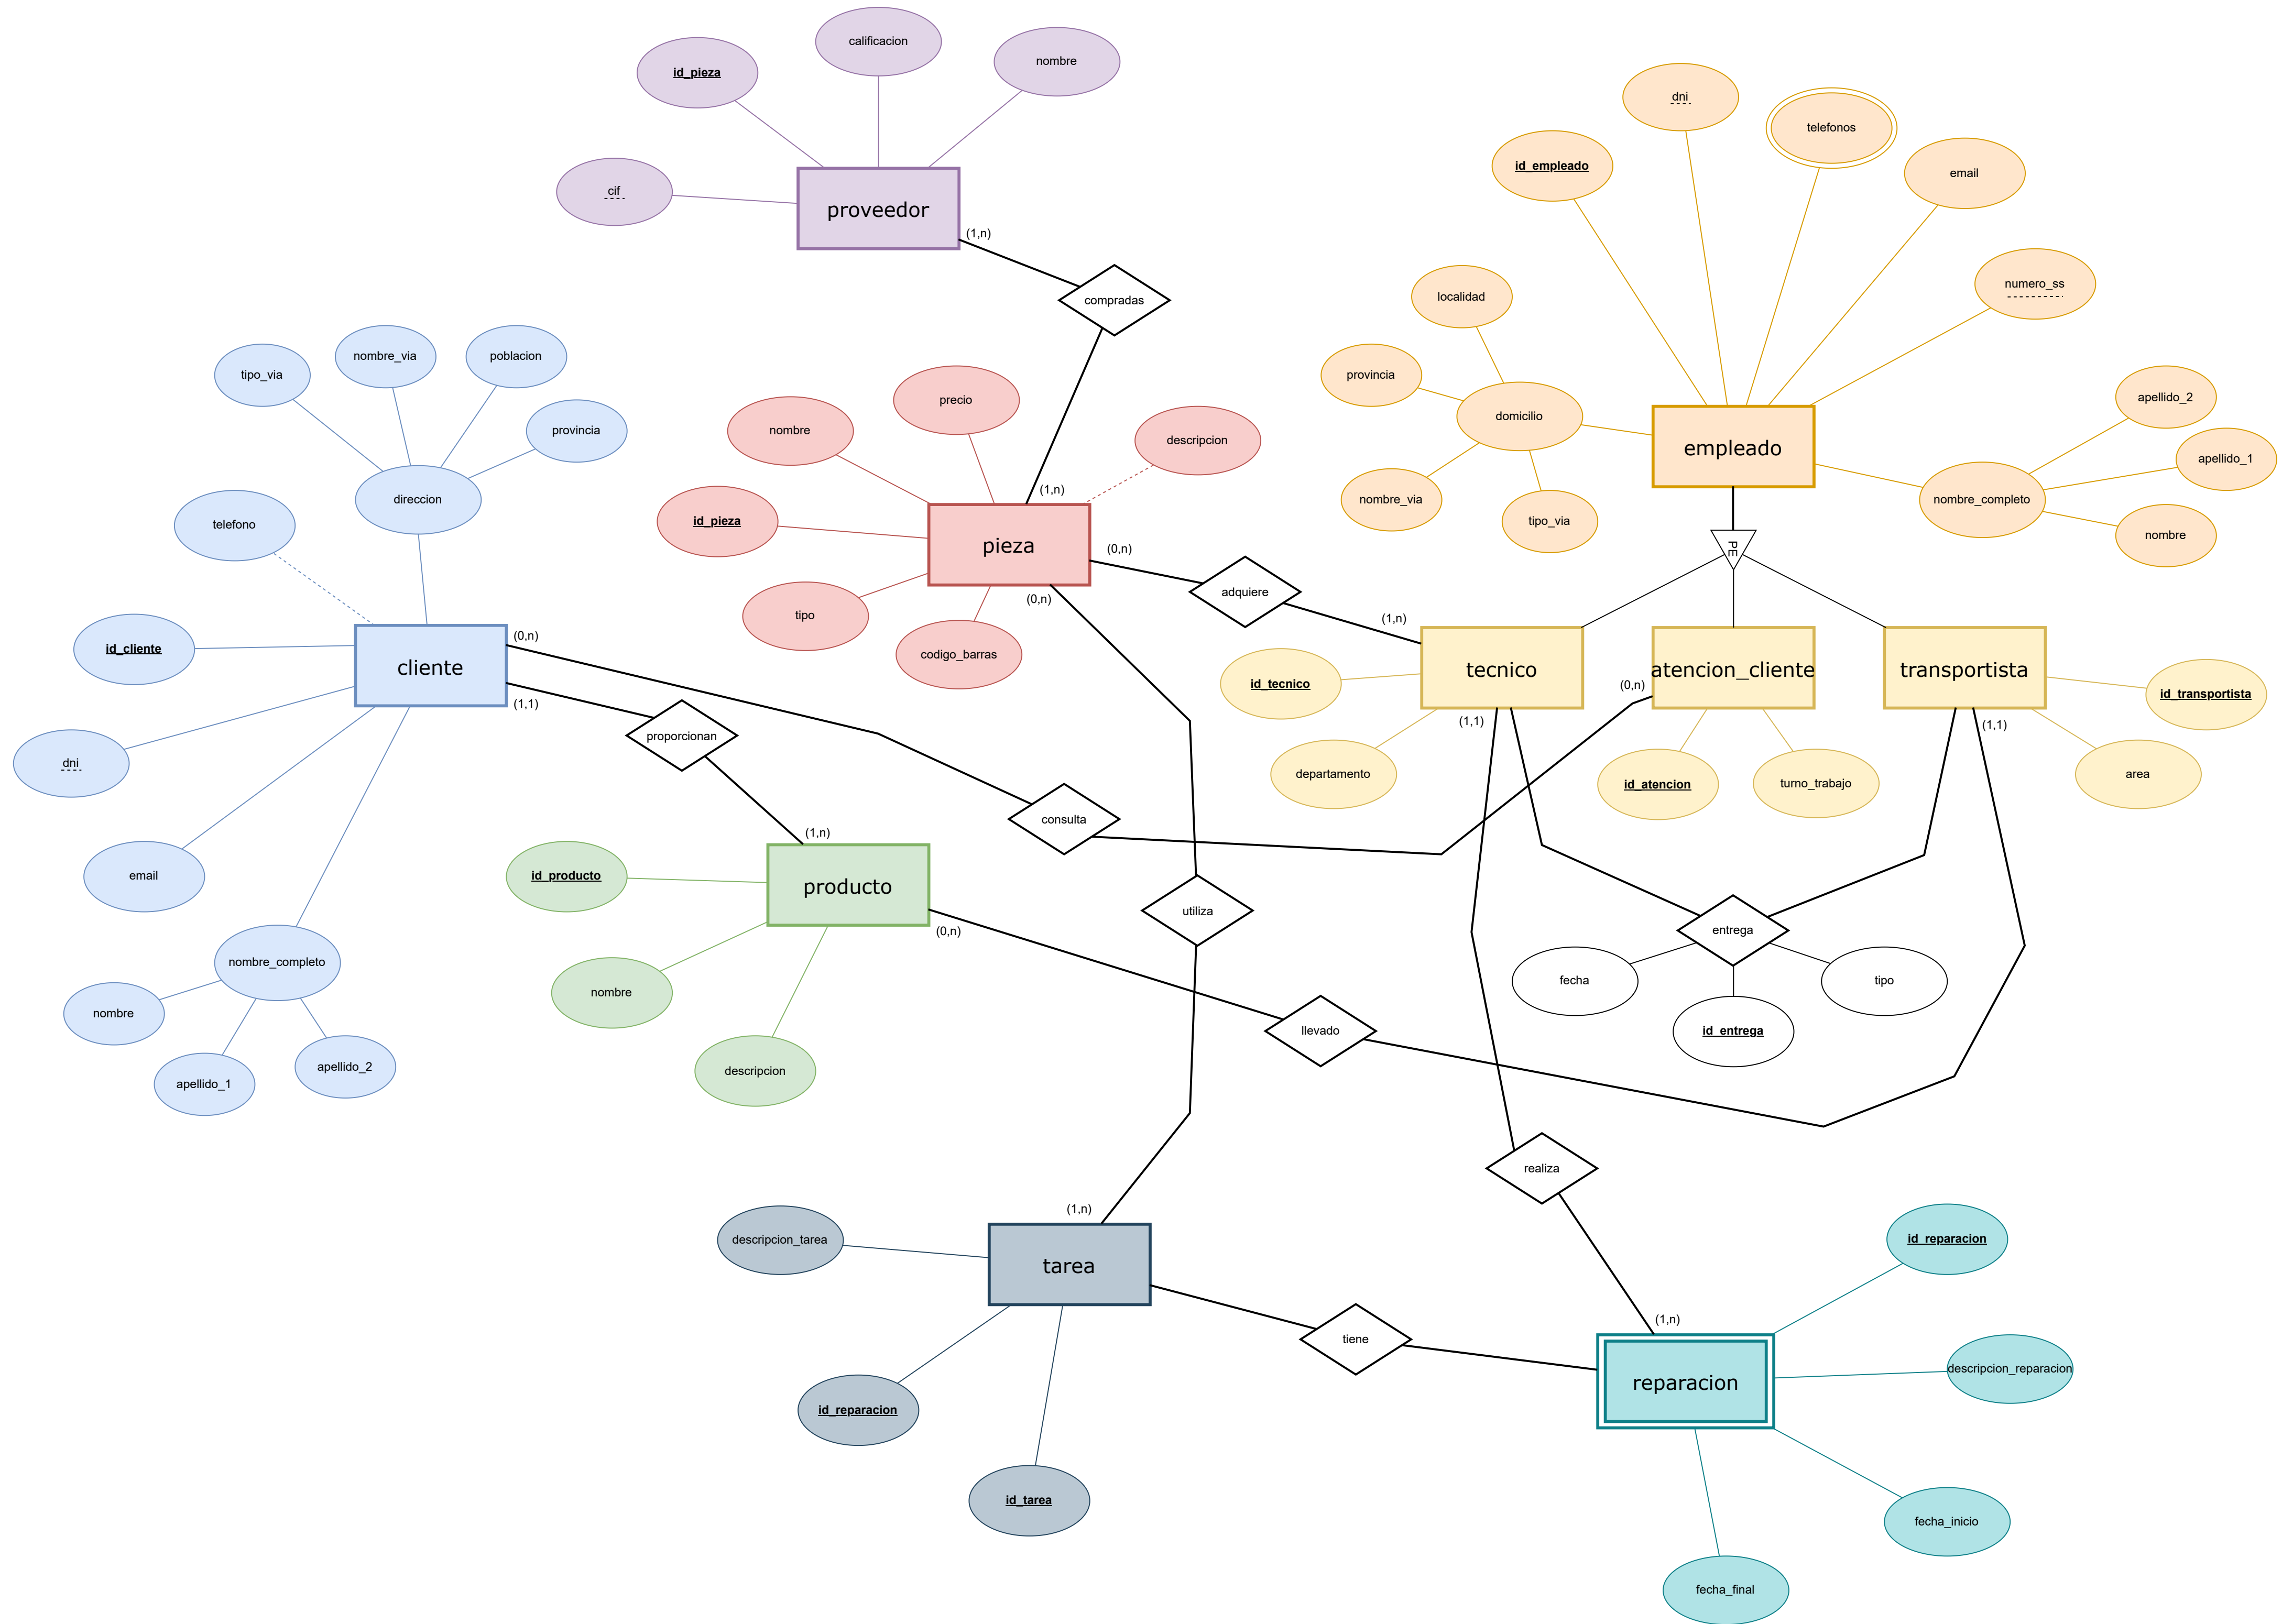 calificacion
id_pieza
nombre
cif
proveedor
(1,n)
compradas
dni
telefonos
id_empleado
email
numero_ss
localidad
provincia
domicilio
nombre_via
tipo_via
empleado
apellido_2
apellido_1
nombre_completo
nombre
PE
tipo_via
nombre_via
poblacion
provincia
direccion
telefono
id_cliente
cliente
(0,n)
(1,1)
dni
email
nombre_completo
nombre
apellido_1
apellido_2
precio
nombre
descripcion
(1,n)
id_pieza
pieza
(0,n)
tipo
codigo_barras
(0,n)
adquiere
(1,n)
tecnico
id_tecnico
(1,1)
departamento
atencion_cliente
(0,n)
id_atencion
turno_trabajo
transportista
id_transportista
(1,1)
area
proporcionan
consulta
(1,n)
id_producto
producto
(0,n)
nombre
descripcion
utiliza
entrega
fecha
tipo
id_entrega
llevado
realiza
(1,n)
descripcion_tarea
tarea
id_reparacion
id_tarea
tiene
(1,n)
id_reparacion
reparacion
descripcion_reparacion
fecha_inicio
fecha_final